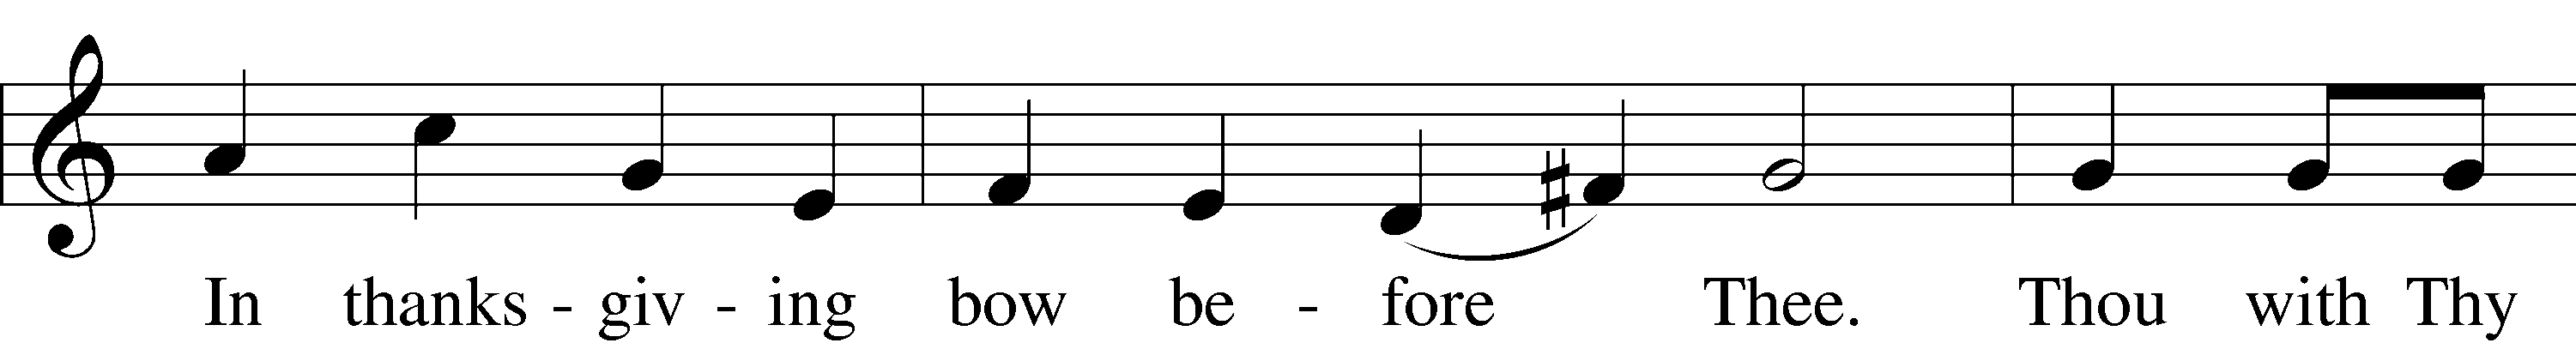 In thanks - giv - ing bow be - fore Thee. Thou with Thy